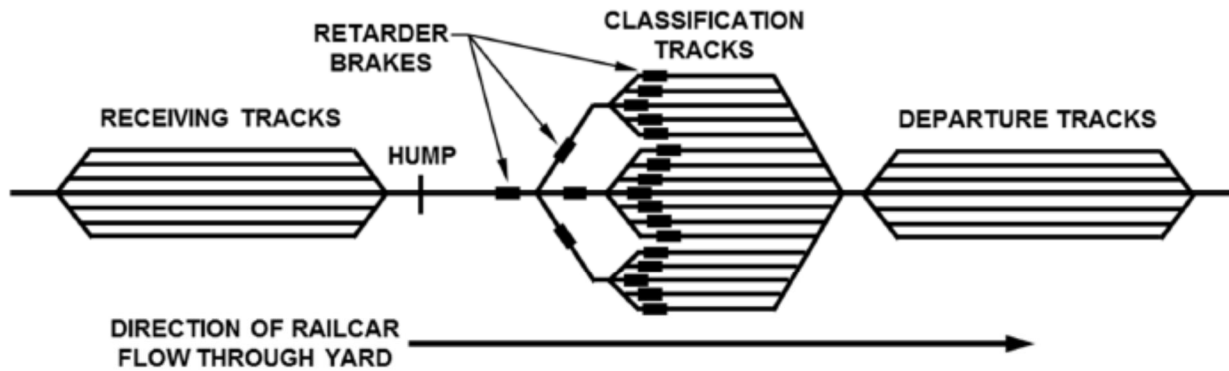 RETARDER
BRAKES
CLASSIFICATION
TRACKS
RECEIVING TRACKS
HUMP
DEPARTURE TRACKS
DIRECTION OF RAILCAR
FLOW THROUGH YARD